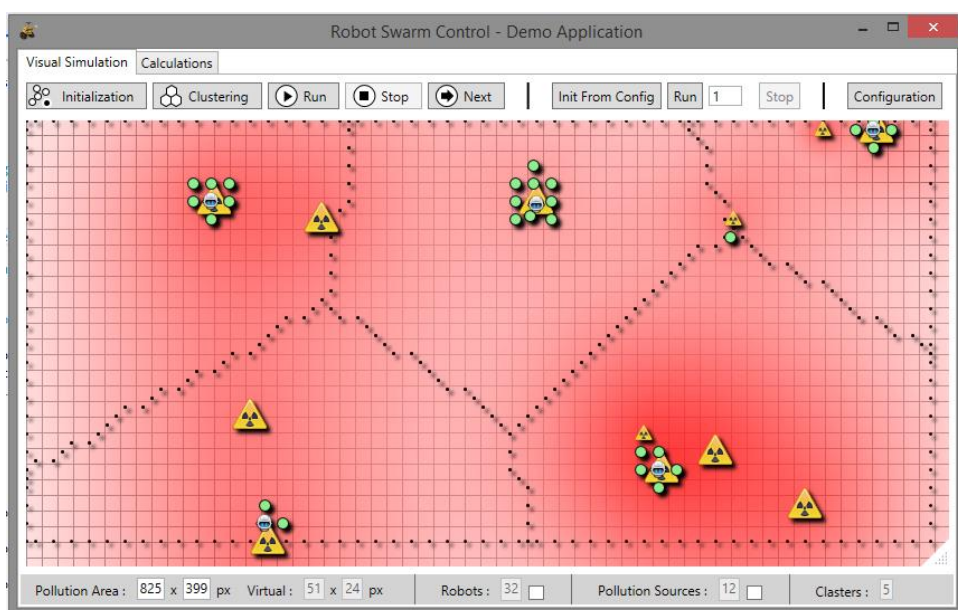 Robot Swarm Control - Demo Application
Visual Simulation Calculations
Initialization Clustering Run Stop Next Init From Config Run 1 Stop Configuration
Pollution Area : 825 x 399 px Virtual : 51 x 24 px Robots : 32 Pollution Sources : 12 Clasters : 5